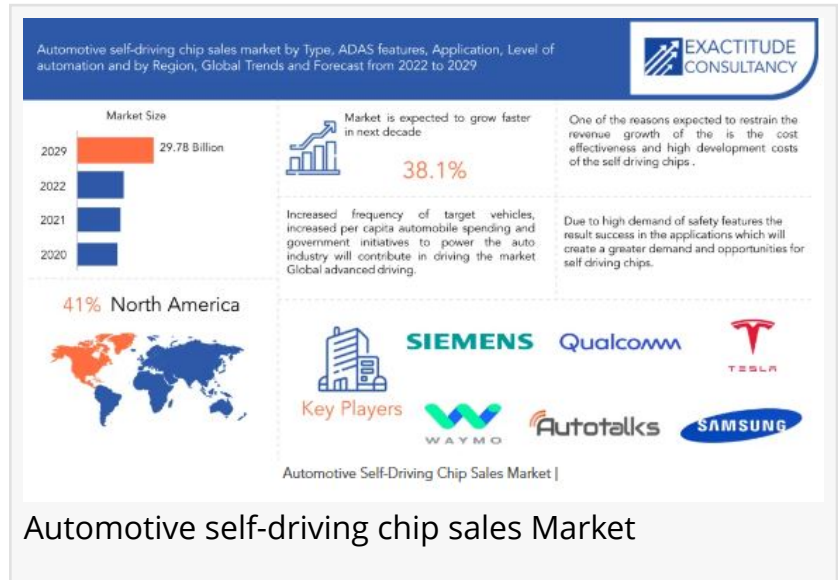 Automotive self-driving chip sales market by Type, ADAS features, Application, Level of
automation and by Region, Global Trends and Forecast from 2022 to 2029
EXACTITUDE
CONSULTANCY
Market Size
2029
29.78 Billion
2022
2021
2020
Market is expected to grow faster
in next decade
38.1%
One of the reasons expected to restrain the
revenue growth of the is the cost
effectiveness and high development costs
of the self driving chips .
Increased frequency of target vehicles,
increased per capita automobile spending and
government initiatives to power the auto
industry will contribute in driving the market
Global advanced driving.
Due to high demand of safety features the
result success in the applications which will
create a greater demand and opportunities for
self driving chips.
41% North America
Key Players
SIEMENS
Qualcomm
TESLA
WAYMO
Autotalks
SAMSUNG
Automotive Self-Driving Chip Sales Market |
Automotive self-driving chip sales Market